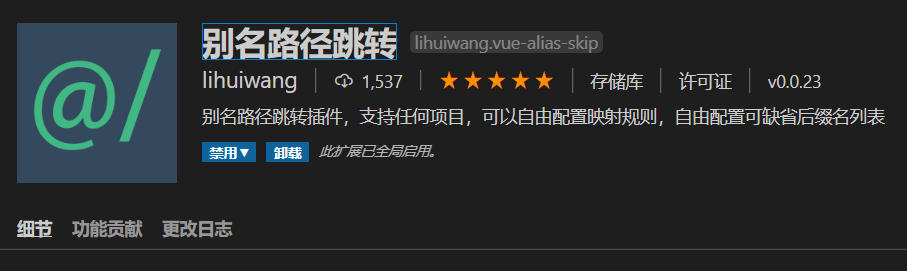 @/
别名路径跳转 lihuiwang.vue-alias-skip
lihuiwang 1,537 ★★★★★ 存储库 许可证 v0.0.23
别名路径跳转插件，支持任何项目，可以自由配置映射规则，自由配置可缺省后缀名列表
禁用▼ 卸载 此扩展已全局启用。
细节 功能贡献 更改日志